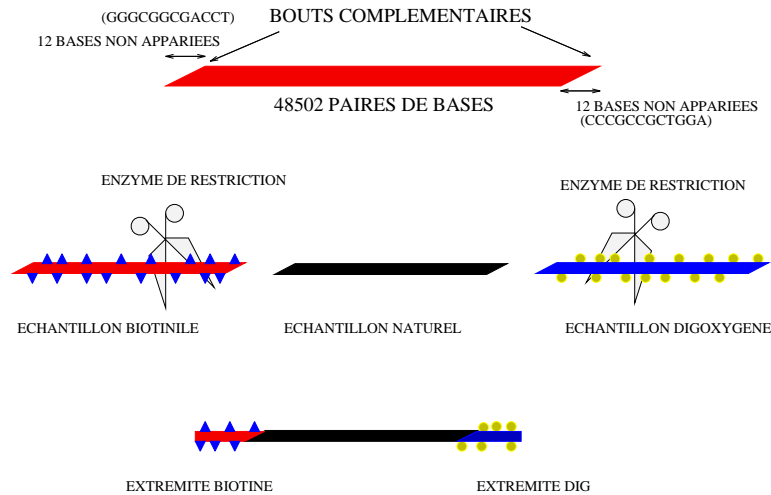 (GGGCGGCGACCT)
BOUTS COMPLEMENTAIRES
12 BASES NON APPARIEES
48502 PAIRES DE BASES
12 BASES NON APPARIEES
(CCCGCCGCTGGA)
ENZYME DE RESTRICTION
ENZYME DE RESTRICTION
ECHANTILLON BIOTINILE
ECHANTILLON NATUREL
ECHANTILLON DIGOXYGENE
EXTREMITE BIOTINE
EXTREMITE DIG